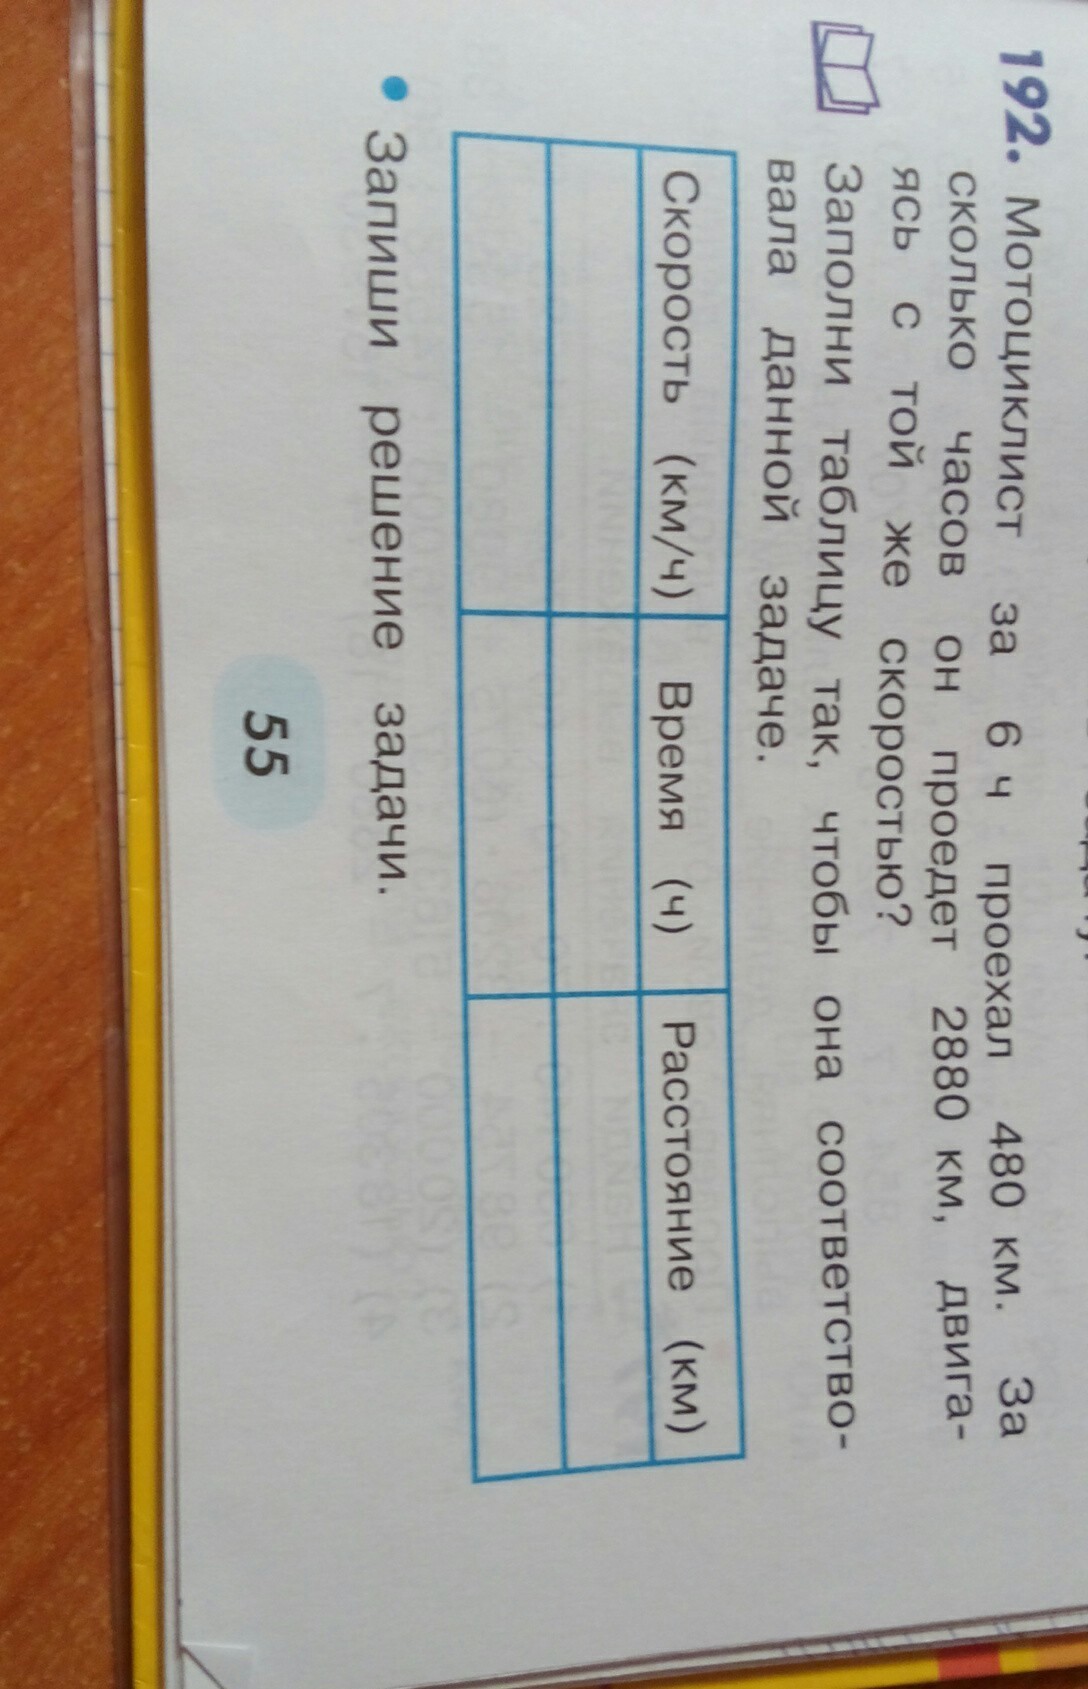 192. Мотоциклист за 6 ч проехал 480 км. За
сколько часов он проедет 2880 км, двига-
ясь с той же скоростью?
Заполни таблицу так, чтобы она соответство-
вала данной задаче.
Скорость (км/ч) Время (ч) Расстояние (км)
• Запиши решение задачи.
55